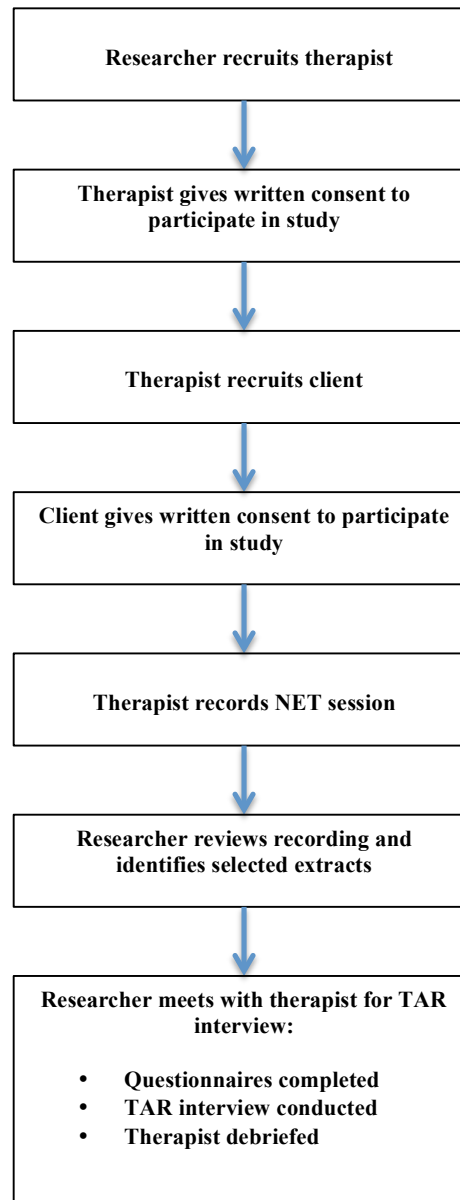 Researcher recruits therapist
Therapist gives written consent to
participate in study
Therapist recruits client
Client gives written consent to participate
in study
Therapist records NET session
Researcher reviews recording and
identifies selected extracts
Researcher meets with therapist for TAR
interview:
• Questionnaires completed
• TAR interview conducted
• Therapist debriefed